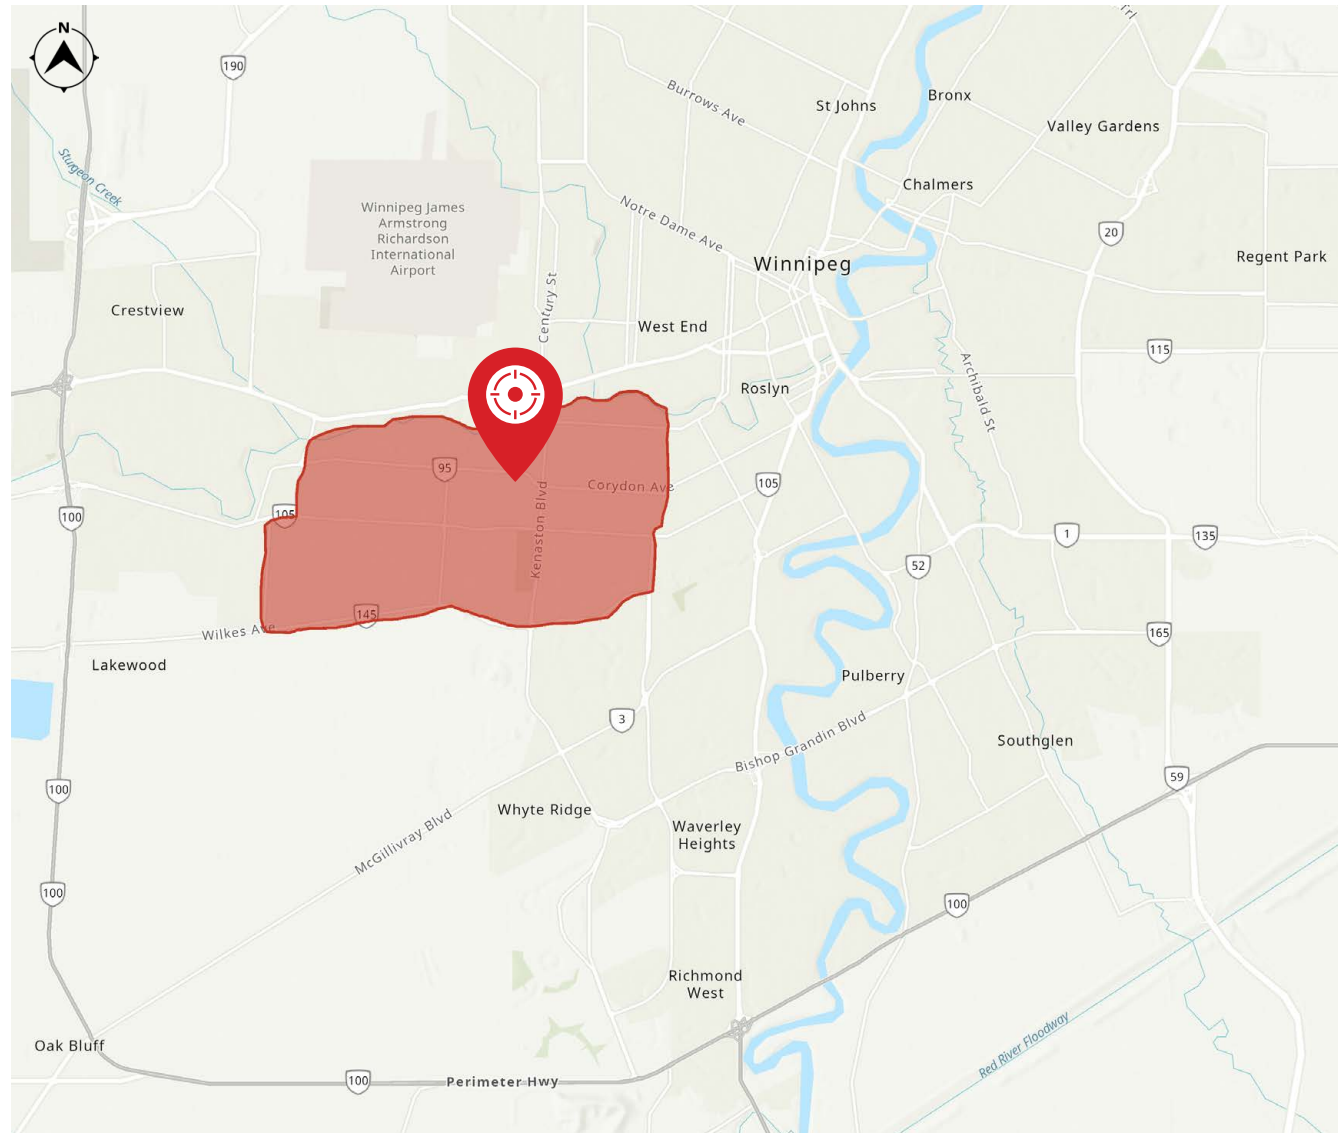 N
190
Trl
Burrows Ave
St Johns
Bronx
Valley Gardens
Sturgeon Creek
Chalmers
Winnipeg James
Armstrong
Richardson
International
Airport
Notre Dame Ave
20
Winnipeg
Regent Park
Crestview
Century St
West End
115
Roslyn
Archibald St
95
Corydon Ave
105
105
100
Kenaston Blvd
1
135
52
145
Wilkes Ave
165
Lakewood
Pulberry
3
Bishop Grandin Blvd
Southglen
59
100
Whyte Ridge
McGillivray Blvd
Waverley
Heights
100
100
Richmond
West
Oak Bluff
Red River Floodway
100
Perimeter Hwy